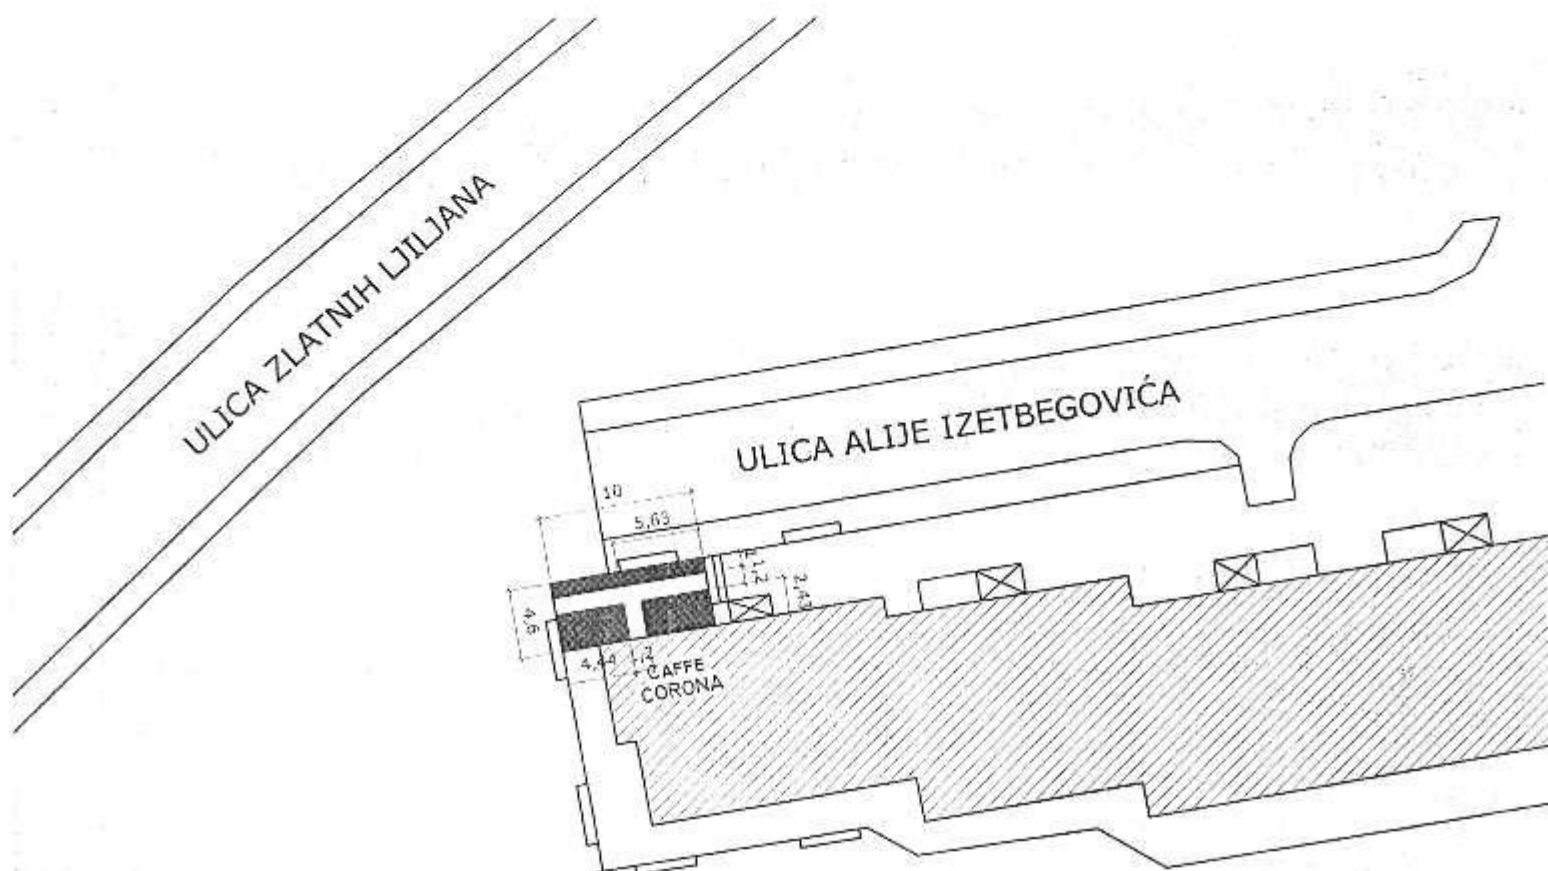 ULICA ZLATNIH LJILJANA
ULICA ALIJE IZETBEGOVIĆA
10
5,63
1
1,2
2,43
4,6
4,44
1,2
CAFFE
CORONA